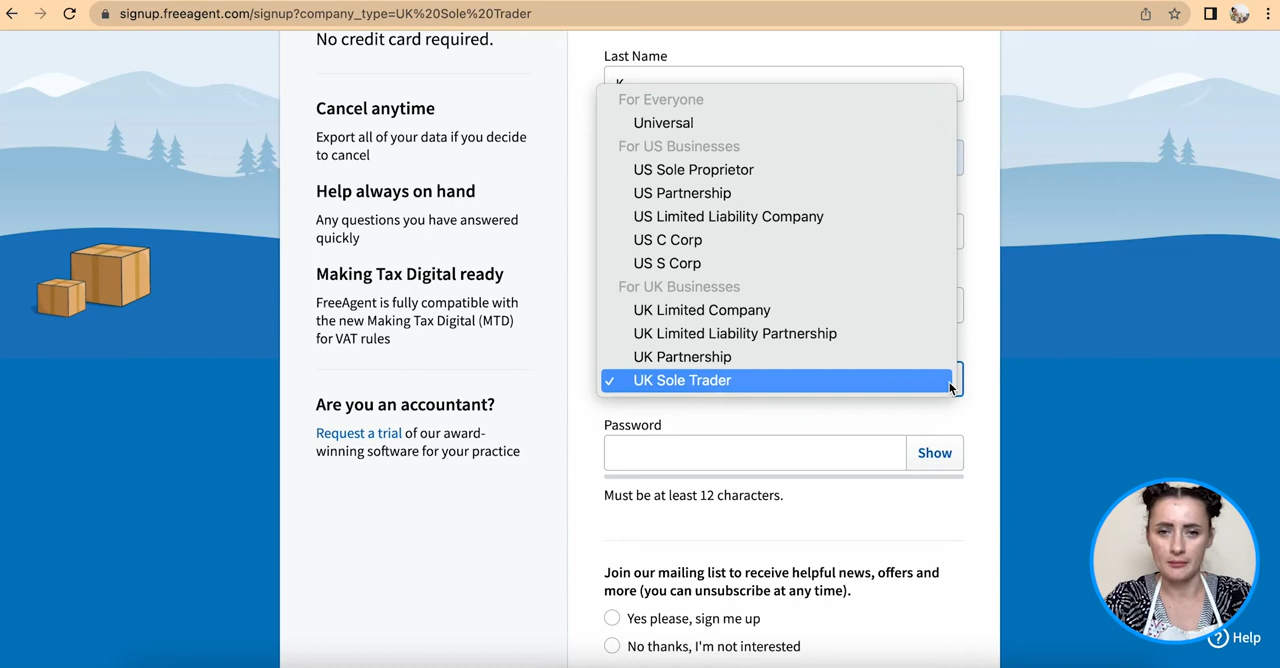 signup.freeagent.com/signup?company_type=UK%20Sole%20Trader
No credit card required.
Cancel anytime
Export all of your data if you decide
to cancel
Help always on hand
Any questions you have answered
quickly
Making Tax Digital ready
FreeAgent is fully compatible with
the new Making Tax Digital (MTD)
for VAT rules
Are you an accountant?
Request a trial of our award-
winning software for your practice
Last Name
For Everyone
Universal
For US Businesses
US Sole Proprietor
US Partnership
US Limited Liability Company
US C Corp
US S Corp
For UK Businesses
UK Limited Company
UK Limited Liability Partnership
UK Partnership
✓ UK Sole Trader
Password
Show
Must be at least 12 characters.
Join our mailing list to receive helpful news, offers and
more (you can unsubscribe at any time).
Yes please, sign me up
No thanks, I'm not interested
? Help